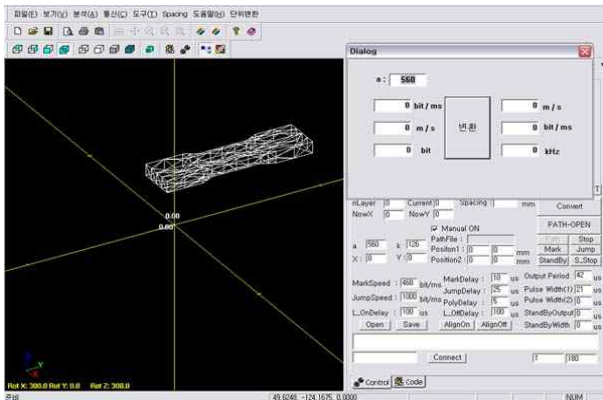 파일(F) 보기(V) 분석(A) 통신(C) 도구(T) Spacing 도움말(H) 단위변환
Dialog
a : 560
0 bit / ms
변환
0 m / s
0 m / s
0 bit / ms
0 bit
0 kHz
nLayer 0 Current 0 Spacing mm
Convert
NowX 0 NowY 0
Manual ON
PATH-OPEN
PathFile :
Path Stop
a 560 k 126 Positon1 : 0 0 mm
Mark Jump
X : 0 Y : 0 Position2 : 0 0 mm
StandBy S_Stop
MarkSpeed : 460 bit/ms MarkDelay : 10 us Output Period 42 us
JumpDelay : 25 us Pulse Width(1) 21 us
JumpSpeed : 1000 bit/ms PolyDelay : 5 us Pulse Width(2) 0 us
L_OnDelay : 100 us L_OffDelay : 100 us StandByOutput 0 us
Open Save AlignOn AlignOff StandByWidth 0 us
Connect 1 180
Control Code
0.00
0.00
Z
Y
X
Rot X: 300.0 Rot Y: 0.0 Rot Z: 300.0
준비 49.6248, -124.1675, 0.0000 NUM